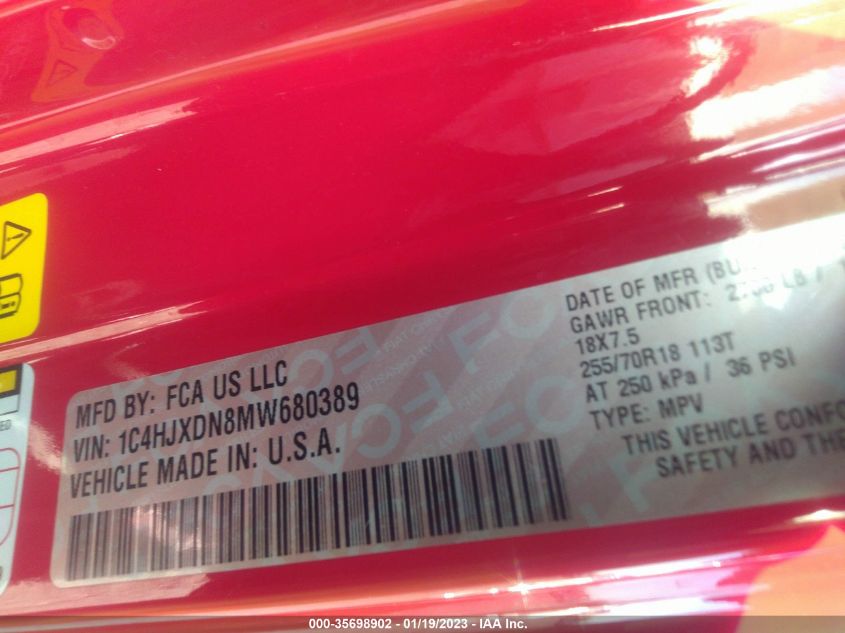 MFD BY: FCA US LLC
VIN: 1C4HJXDN8MW680389
VEHICLE MADE IN: U.S.A.
DATE OF MFR
GAWR FRONT: LB /
18X7.5
255/70R18 113T
AT 250 kPa / 36 PSI
TYPE: MPV
THIS VEHICLE
SAFETY AND THE
000-35698902 - 01/19/2023 - IAA Inc.